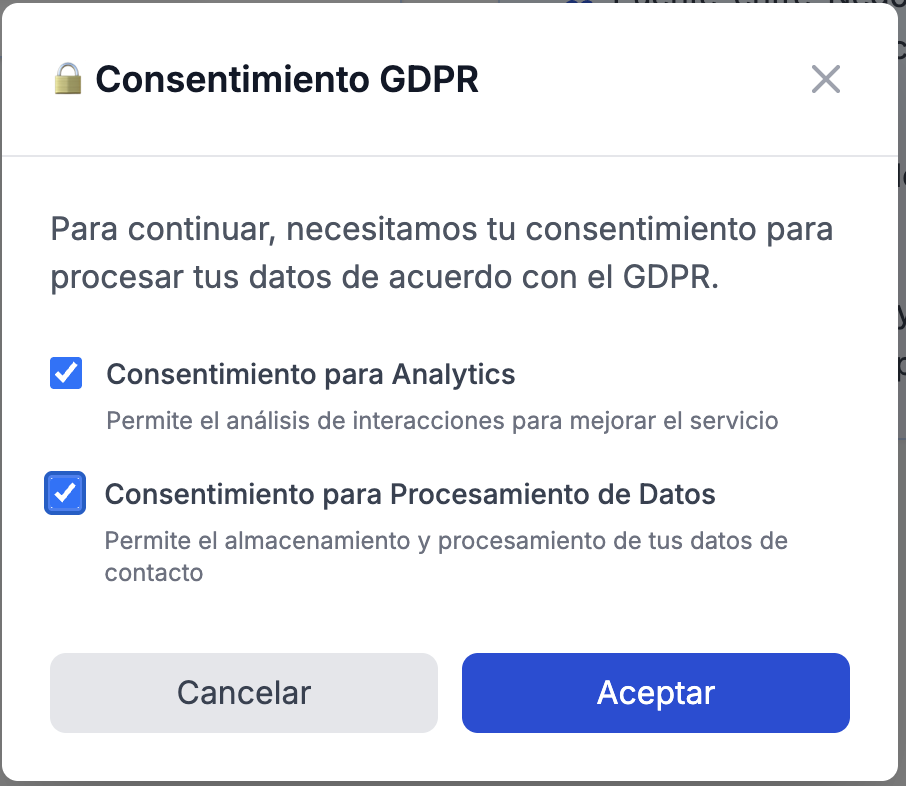 Consentimiento GDPR
Para continuar, necesitamos tu consentimiento para
procesar tus datos de acuerdo con el GDPR.
Consentimiento para Analytics
Permite el análisis de interacciones para mejorar el servicio
Consentimiento para Procesamiento de Datos
Permite el almacenamiento y procesamiento de tus datos de
contacto
Cancelar
Aceptar